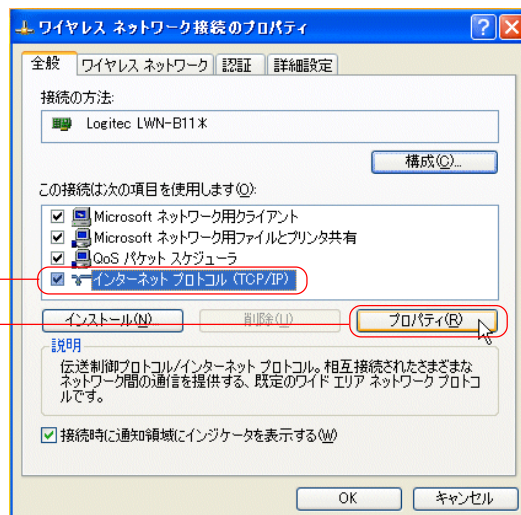 ワイヤレス ネットワーク接続のプロパティ
全般 ワイヤレス ネットワーク 認証 詳細設定
接続の方法:
Logitec LWN-B11*
構成(C)...
この接続は次の項目を使用します(O):
Microsoft ネットワーク用クライアント
Microsoft ネットワーク用ファイルとプリンタ共有
QoS パケット スケジューラ
インターネット プロトコル (TCP/IP)
インストール(N)... 削除(U) プロパティ(R)
説明
伝送制御プロトコル/インターネット プロトコル。相互接続されたさまざまな
ネットワーク間の通信を提供する、既定のワイド エリア ネットワーク プロトコ
ルです。
接続時に通知領域にインジケータを表示する(W)
OK キャンセル